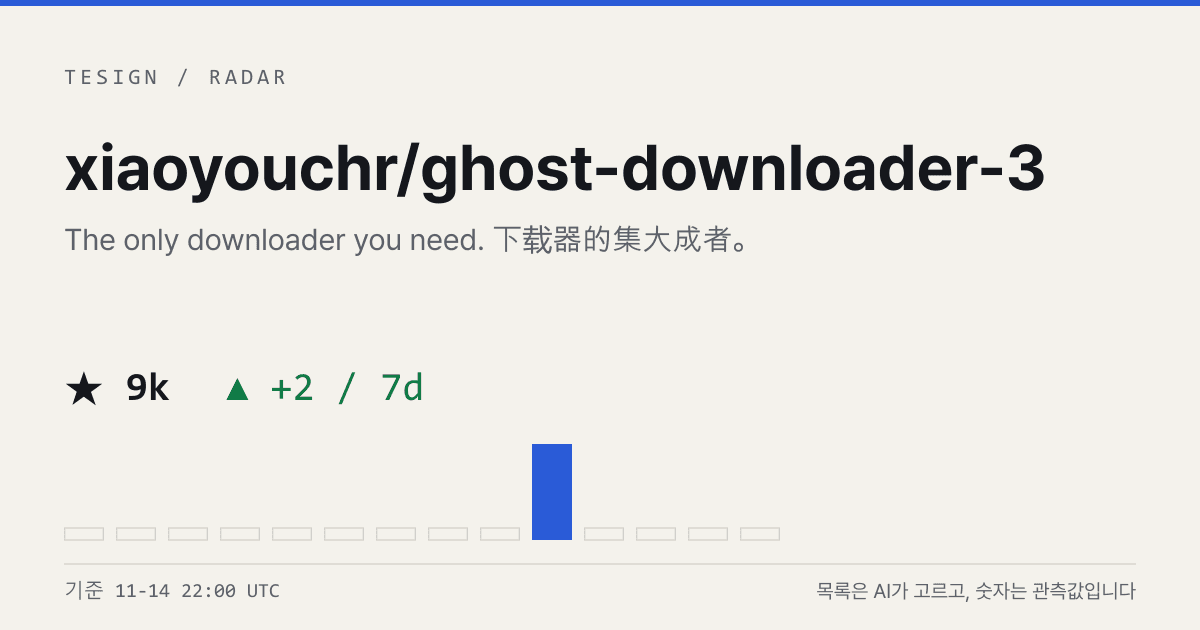 TESIGN / RADAR
xiaoyouchr/ghost-downloader-3
The only downloader you need. 下载器的集大成者。
★ 9k ▲ +2 / 7d
기준 11-14 22:00 UTC
목록은 AI가 고르고, 숫자는 관측값입니다